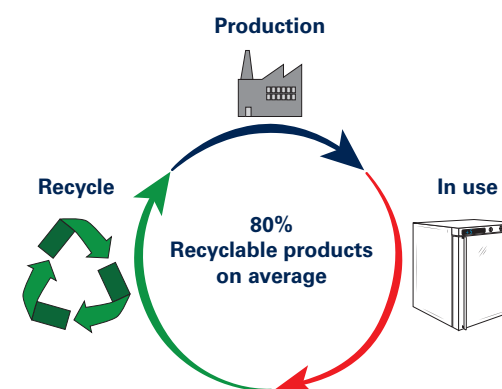 Production
Recycle
In use
80%
Recyclable products
on average